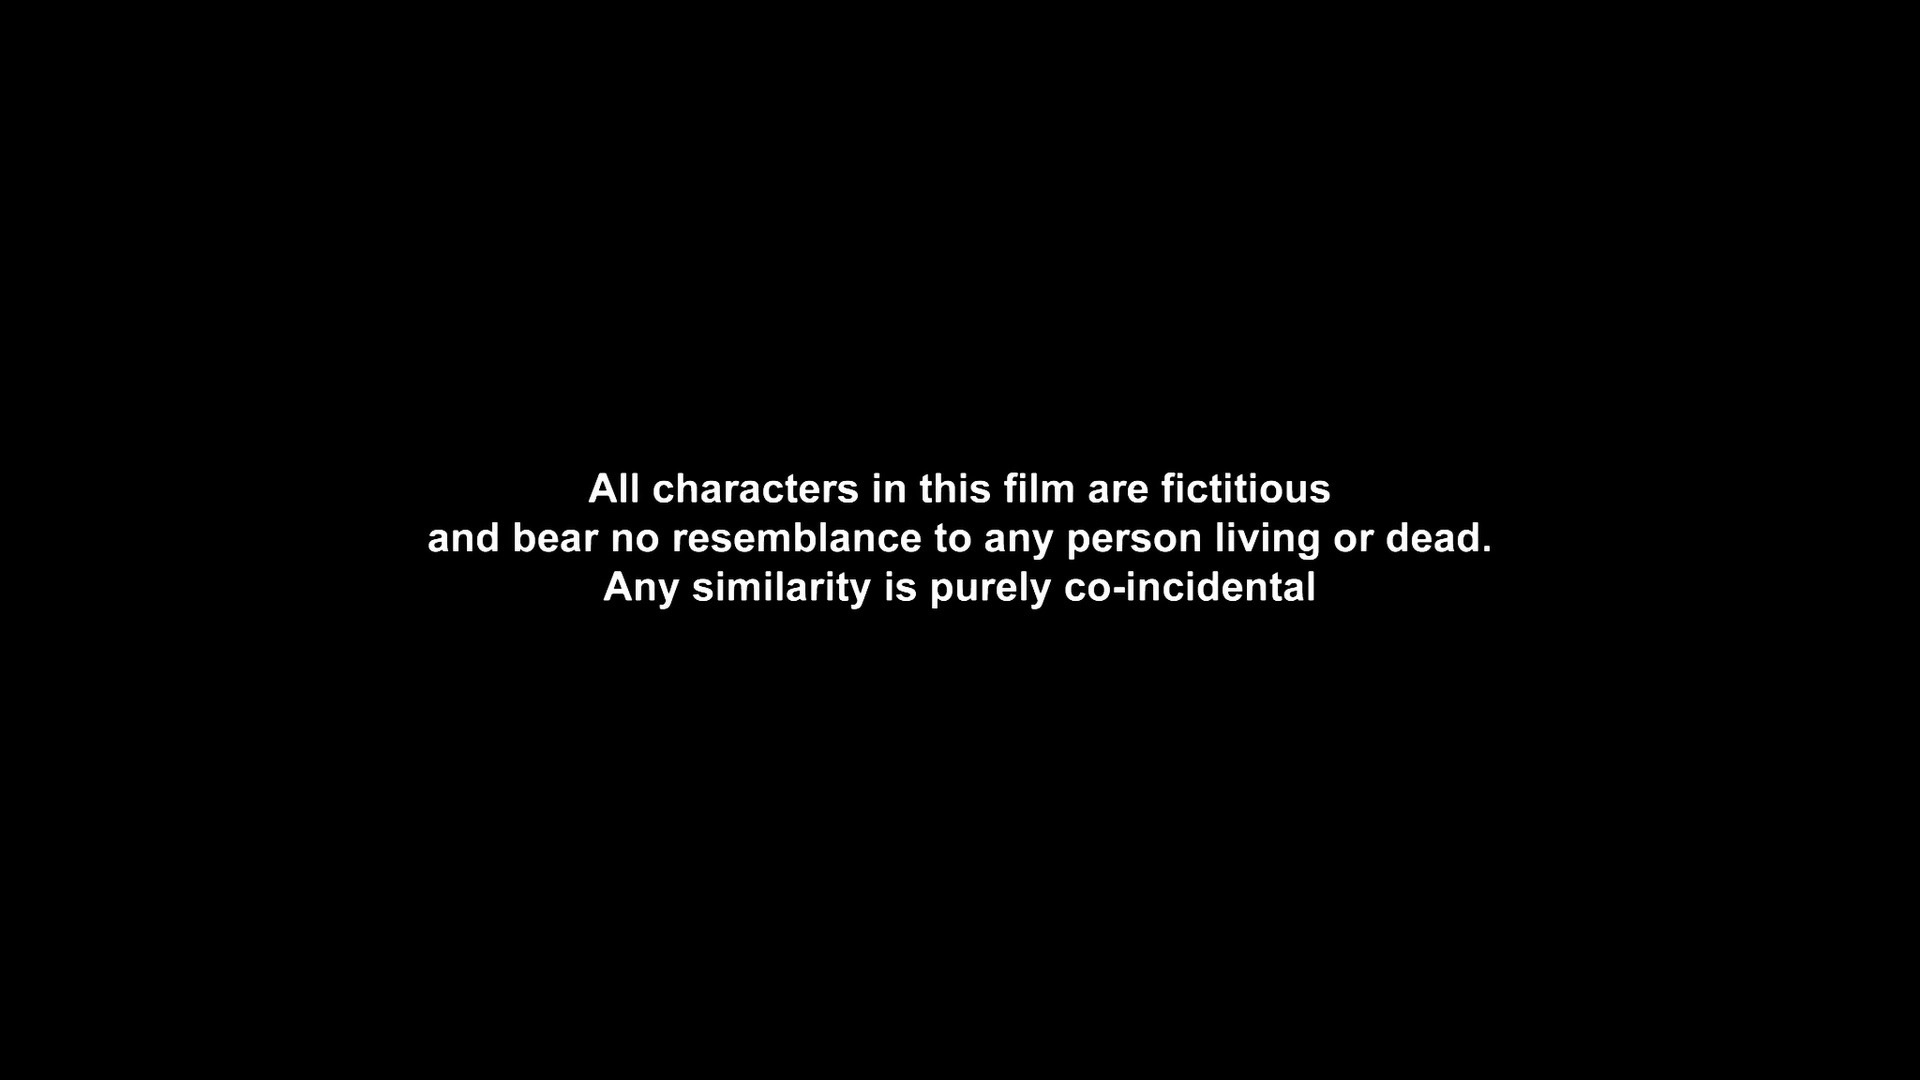 All characters in this film are fictitious
and bear no resemblance to any person living or dead.
Any similarity is purely co-incidental